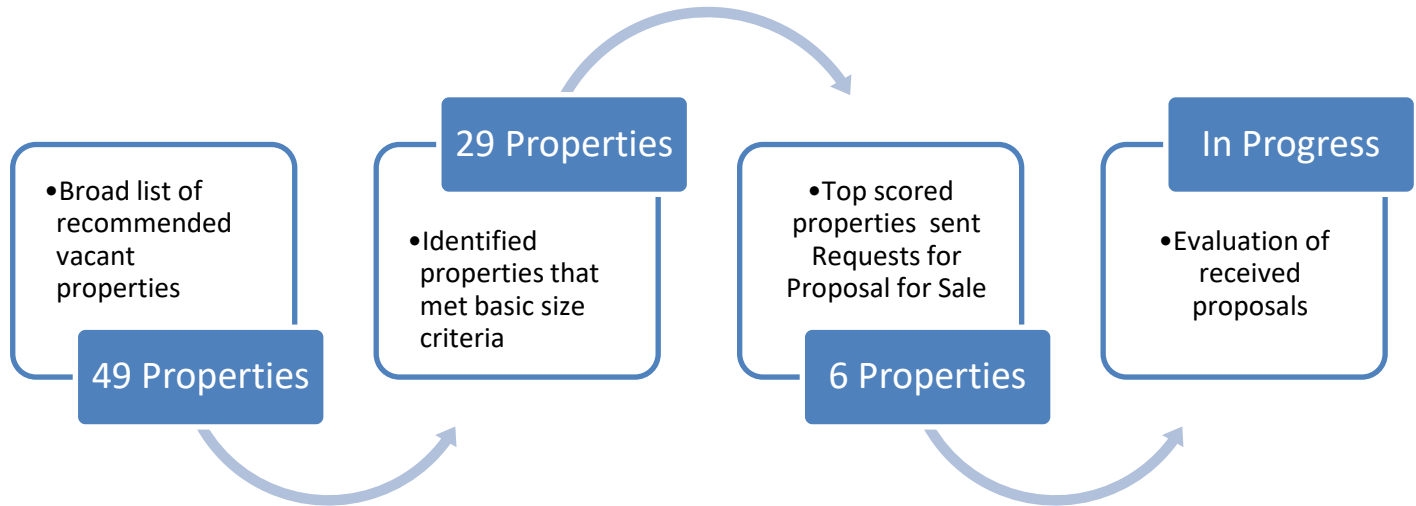 •Broad list of
recommended
vacant
properties
49 Properties
29 Properties
•Identified
properties that
met basic size
criteria
•Top scored
properties  sent
Requests for
Proposal for Sale
6 Properties
In Progress
•Evaluation of
received
proposals